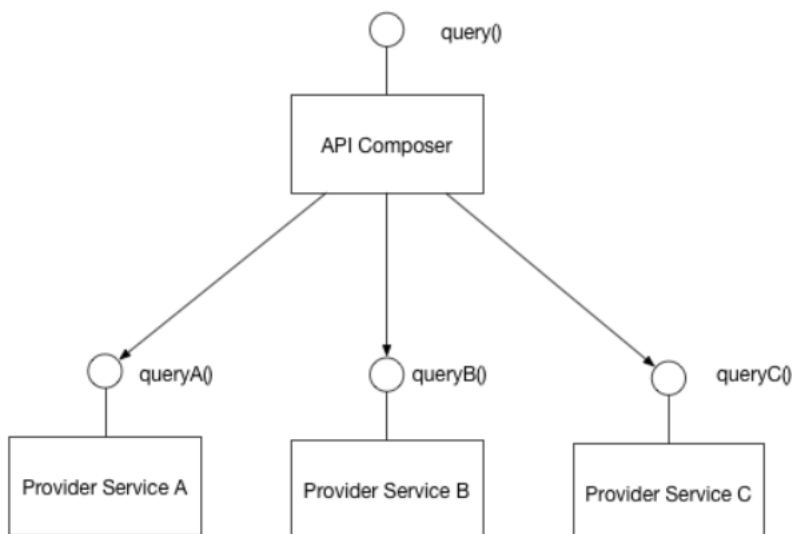 query()
API Composer
queryA()
queryB()
queryC()
Provider Service A
Provider Service B
Provider Service C